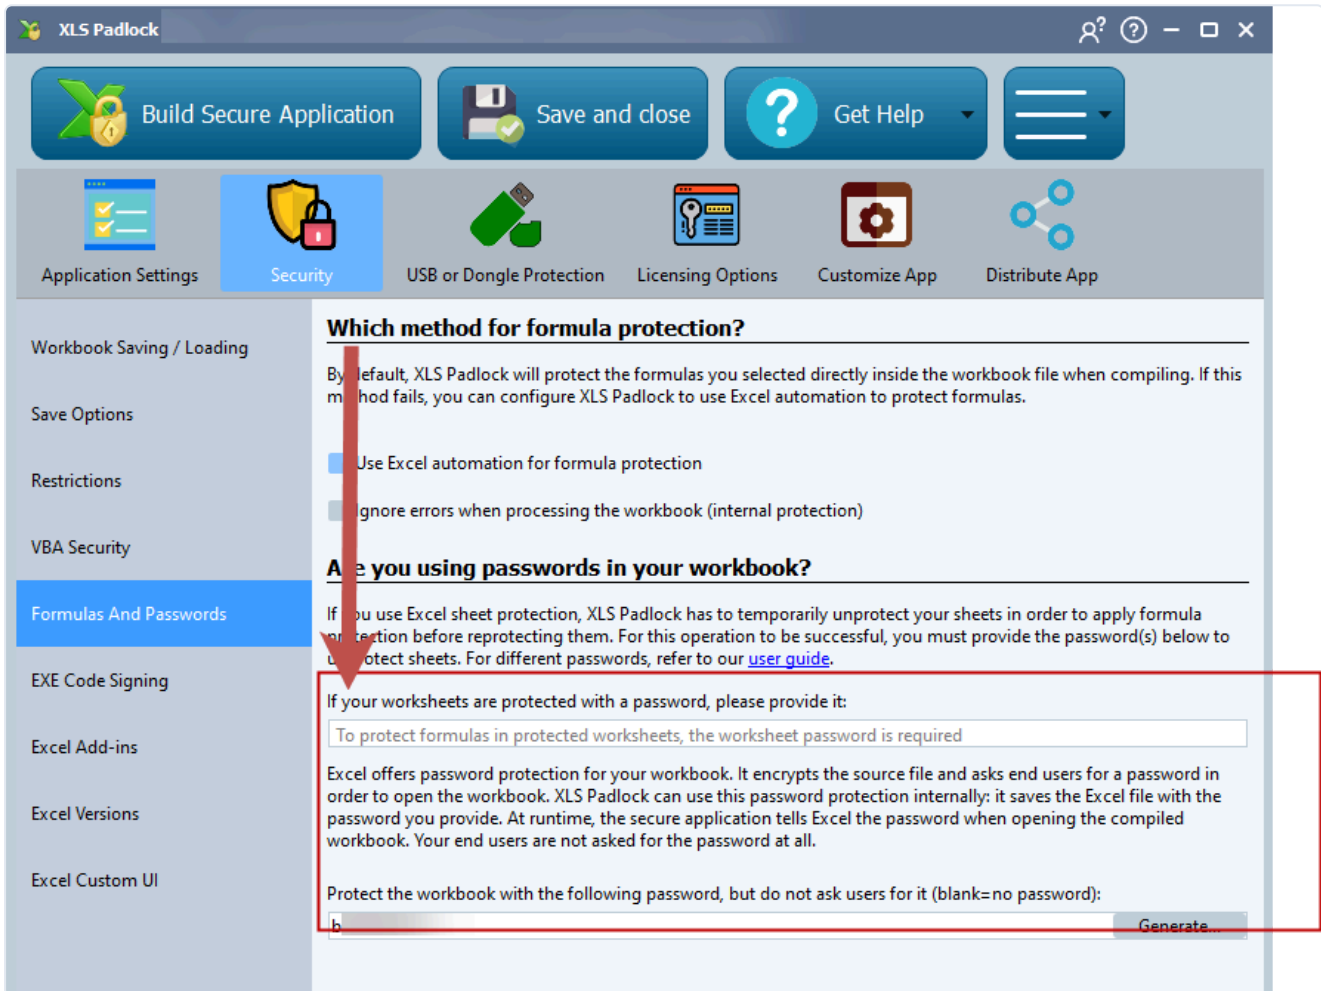 XLS Padlock
Build Secure Application
Save and close
Get Help
Application Settings
Security
USB or Dongle Protection
Licensing Options
Customize App
Distribute App
Workbook Saving / Loading
Save Options
Restrictions
VBA Security
Formulas And Passwords
EXE Code Signing
Excel Add-ins
Excel Versions
Excel Custom UI
Which method for formula protection?
By default, XLS Padlock will protect the formulas you selected directly inside the workbook file when compiling. If this
method fails, you can configure XLS Padlock to use Excel automation to protect formulas.
Use Excel automation for formula protection
Ignore errors when processing the workbook (internal protection)
Are you using passwords in your workbook?
If you use Excel sheet protection, XLS Padlock has to temporarily unprotect your sheets in order to apply formula
protection before reprotecting them. For this operation to be successful, you must provide the password(s) below to
unprotect sheets. For different passwords, refer to our user guide.
If your worksheets are protected with a password, please provide it:
To protect formulas in protected worksheets, the worksheet password is required
Excel offers password protection for your workbook. It encrypts the source file and asks end users for a password in
order to open the workbook. XLS Padlock can use this password protection internally: it saves the Excel file with the
password you provide. At runtime, the secure application tells Excel the password when opening the compiled
workbook. Your end users are not asked for the password at all.
Protect the workbook with the following password, but do not ask users for it (blank=no password):
Generate...